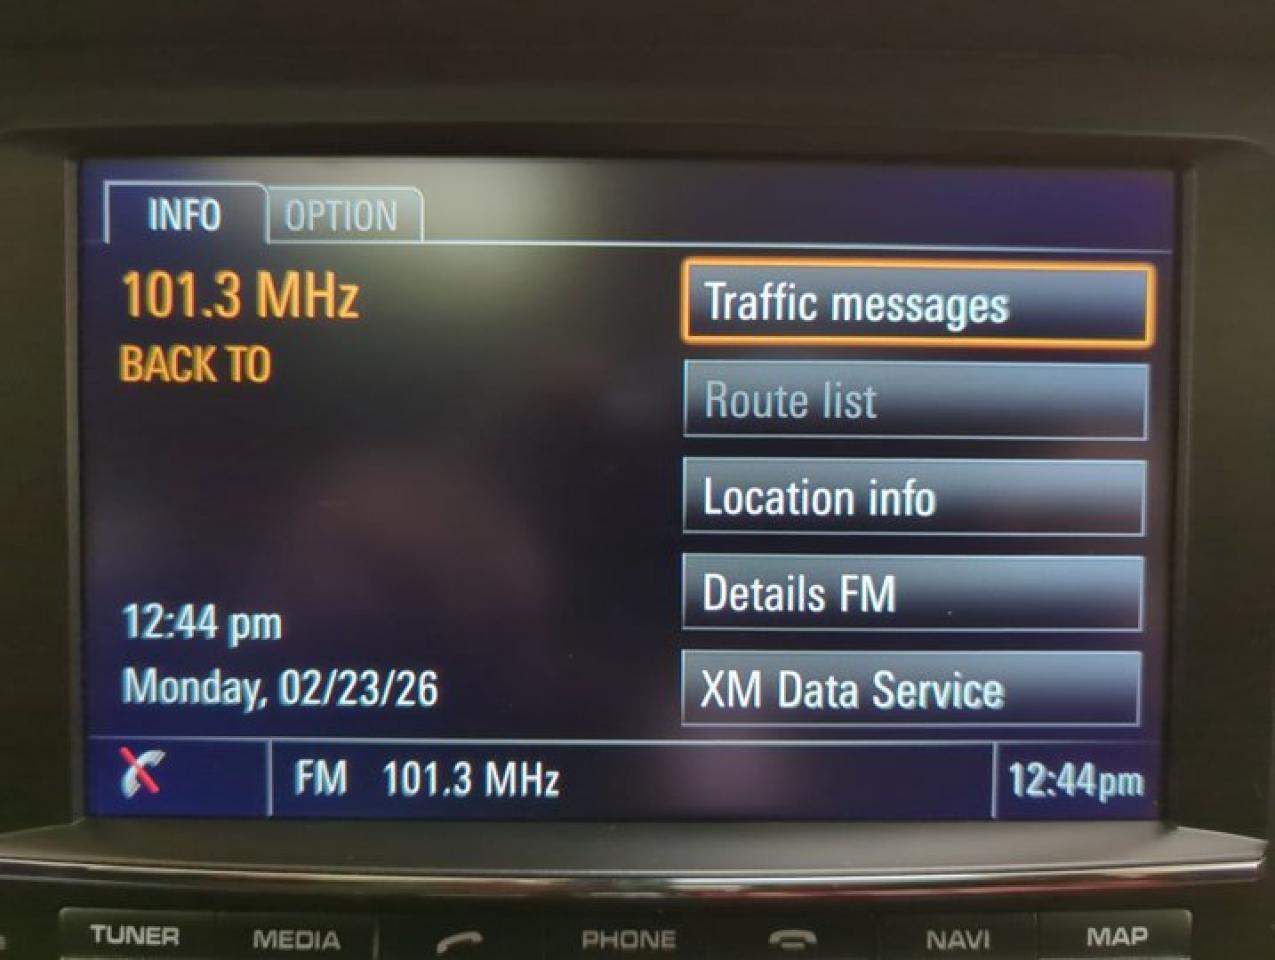 INFO OPTION
101.3 MHz
BACK TO
Traffic messages
Route list
Location info
Details FM
XM Data Service
12:44 pm
Monday, 02/23/26
FM 101.3 MHz 12:44pm
TUNER MEDIA PHONE NAVI MAP